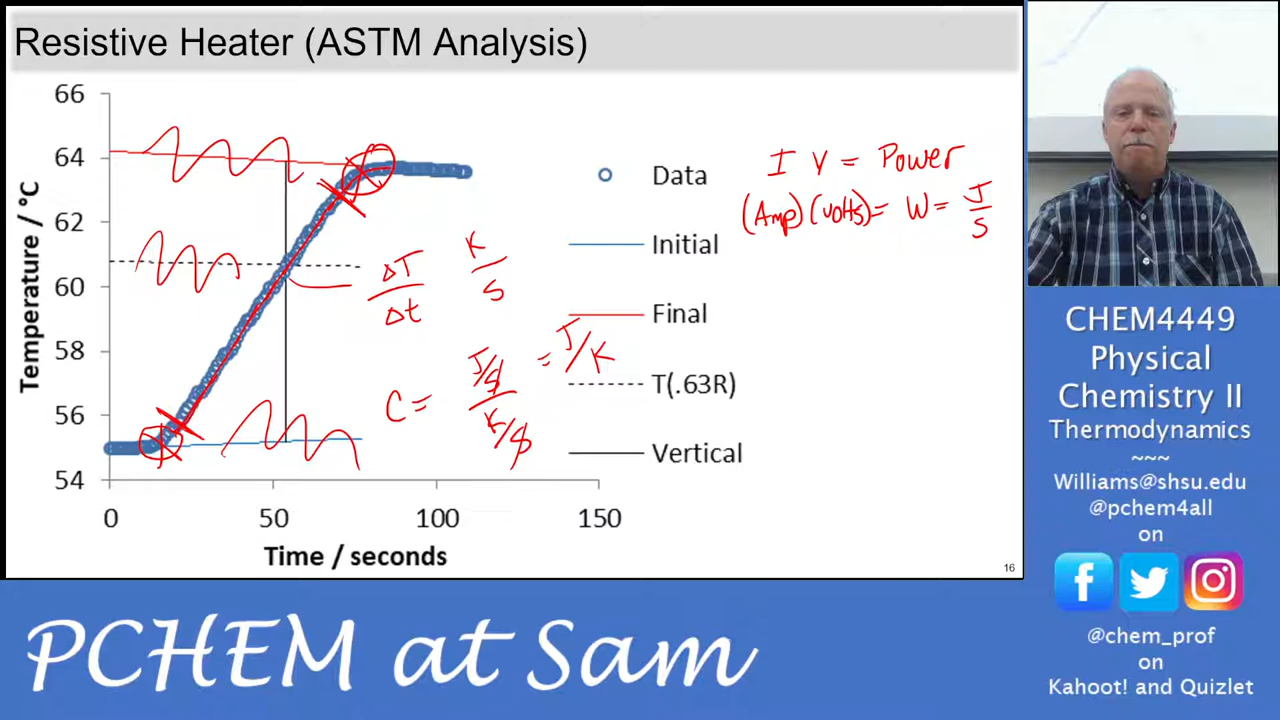 Resistive Heater (ASTM Analysis)
66
64
62
60
58
56
54
Temperature / °C
0
50
100
150
Time / seconds
Data
Initial
Final
T(.63R)
Vertical
I V = Power
(Amp)(volts)= W = J/S
ΔT/Δt
K/S
C = J/s / K/s = J/K
16
CHEM4449
Physical
Chemistry II
Thermodynamics
~~~
Williams@shsu.edu
@pchem4all
on
@chem_prof
on
Kahoot! and Quizlet
PCHEM at Sam